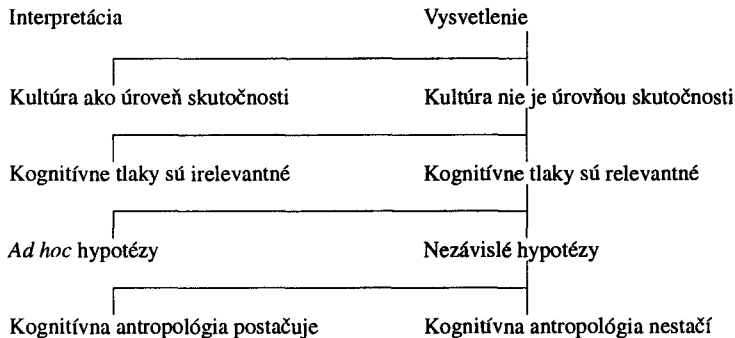 Interpretácia Vysvetlenie
Kultúra ako úroveň skutočnosti Kultúra nie je úrovňou skutočnosti
Kognitívne tlaky sú irelevantné Kognitívne tlaky sú relevantné
Ad hoc hypotézy Nezávislé hypotézy
Kognitívna antropológia postačuje Kognitívna antropológia nestačí